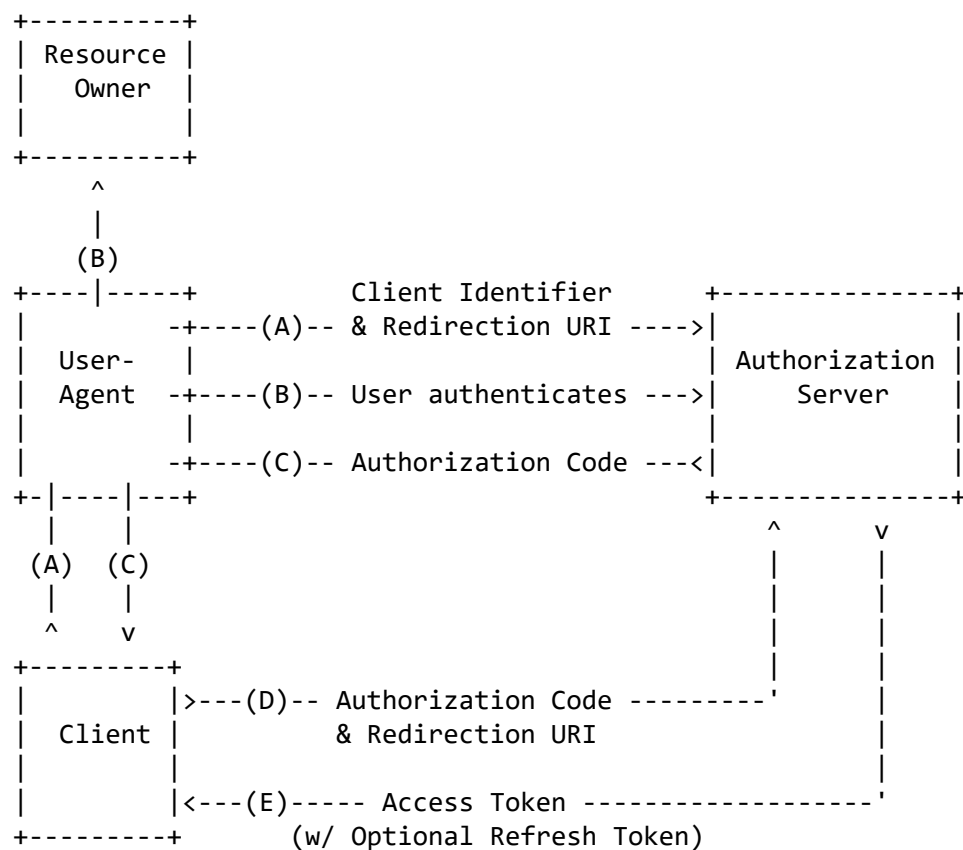 +----------+
| Resource |
|   Owner  |
|          |
+----------+
     ^
     |
    (B)
+----|-----+          Client Identifier      +---------------+
|         -+----(A)-- & Redirection URI ---->|               |
|  User-   |                                 | Authorization |
|  Agent  -+----(B)-- User authenticates --->|     Server    |
|          |                                 |               |
|         -+----(C)-- Authorization Code ---<|               |
+-|----|---+                                 +---------------+
  |    |                                         ^      v
 (A)  (C)                                        |      |
  |    |                                         |      |
  ^    v                                         |      |
+---------+                                      |      |
|         |>---(D)-- Authorization Code ---------'      |
|  Client |          & Redirection URI                  |
|         |                                             |
|         |<---(E)----- Access Token -------------------'
+---------+       (w/ Optional Refresh Token)